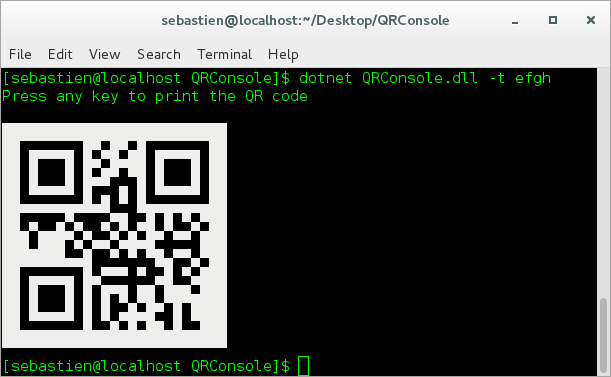 sebastien@localhost:~/Desktop/QRConsole
File Edit View Search Terminal Help
[sebastien@localhost QRConsole]$ dotnet QRConsole.dll -t efgh
Press any key to print the QR code
[sebastien@localhost QRConsole]$